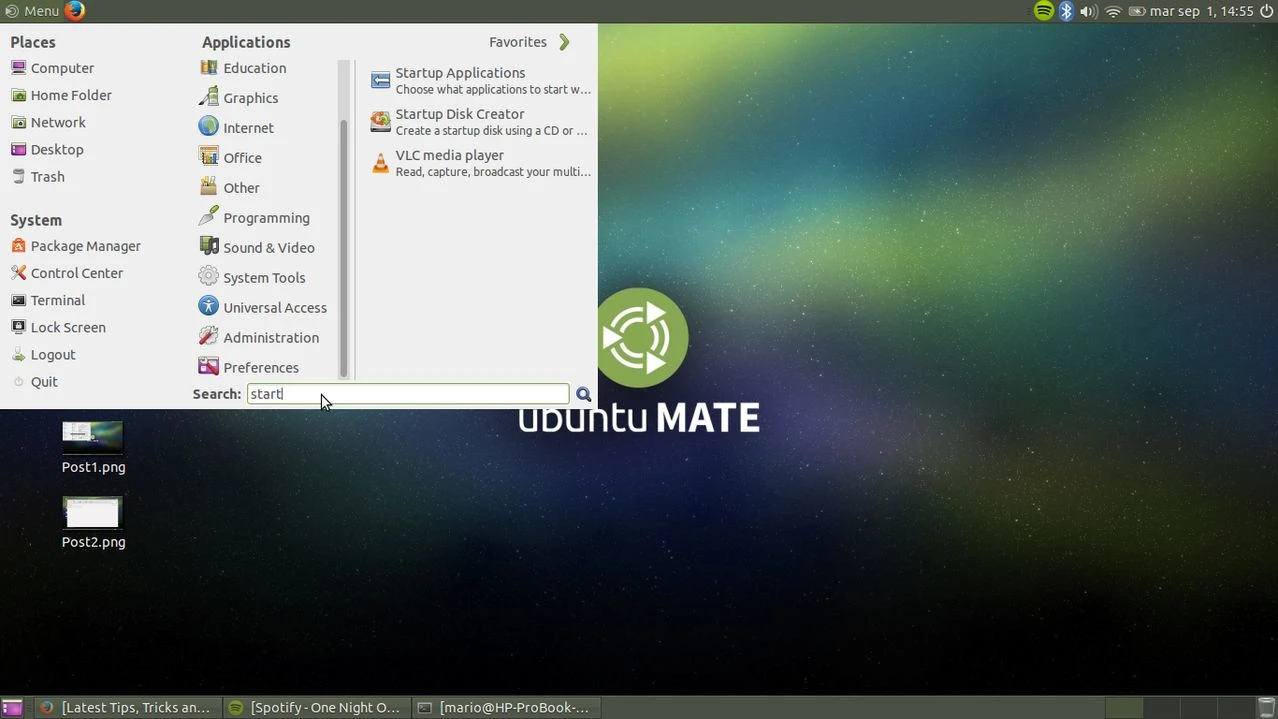 Menu
mar sep 1, 14:55
Places
Computer
Home Folder
Network
Desktop
Trash
System
Package Manager
Control Center
Terminal
Lock Screen
Logout
Quit
Applications
Education
Graphics
Internet
Office
Other
Programming
Sound & Video
System Tools
Universal Access
Administration
Preferences
Favorites
Startup Applications
Choose what applications to start w...
Startup Disk Creator
Create a startup disk using a CD or ...
VLC media player
Read, capture, broadcast your multi...
Search: start
ubuntu MATE
Post1.png
Post2.png
[Latest Tips, Tricks an...
[Spotify - One Night O...
[mario@HP-ProBook-...